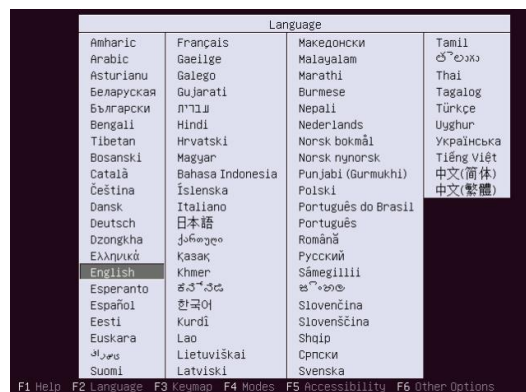 Language
Amharic
Arabic
Asturianu
Беларуская
Български
Bengali
Tibetan
Bosanski
Català
Čeština
Dansk
Deutsch
Dzongkha
Ελληνικά
English
Esperanto
Español
Eesti
Euskara
Suomi
Français
Gaeilge
Galego
Gujarati
עברית
Hindi
Hrvatski
Magyar
Bahasa Indonesia
Íslenska
Italiano
日本語
ქართული
Қазақ
Khmer
ಕನ್ನಡ
한국어
Kurdî
Lao
Lietuviškai
Latviski
Македонски
Malayalam
Marathi
Burmese
Nepali
Nederlands
Norsk bokmål
Norsk nynorsk
Punjabi (Gurmukhi)
Polski
Português do Brasil
Português
Română
Русский
Sámegillii
සිංහල
Slovenčina
Slovenščina
Shqip
Српски
Svenska
Tamil
తెలుగు
Thai
Tagalog
Türkçe
Uyghur
Українська
Tiếng Việt
中文(简体)
中文(繁體)
F1 Help F2 Language F3 Keymap F4 Modes F5 Accessibility F6 Other Options